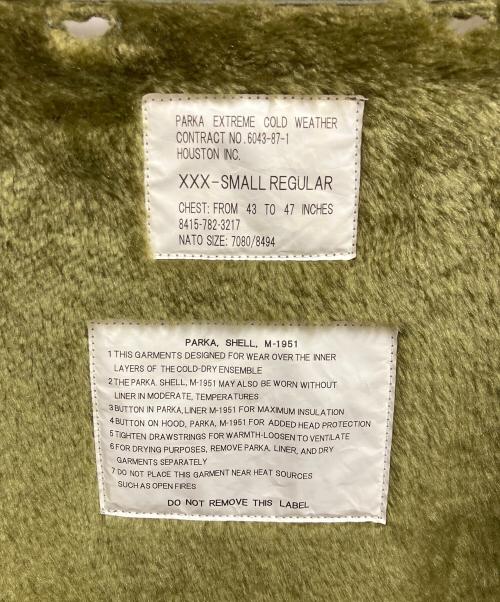 PARKA EXTREME COLD WEATHER
CONTRACT NO.6043-87-1
HOUSTON INC.
XXX-SMALL REGULAR
CHEST: FROM 43 TO 47 INCHES
8415-782-3217
NATO SIZE: 7080/8494
PARKA, SHELL, M-1951
1 THIS GARMENTS DESIGNED FOR WEAR OVER THE INNER
LAYERS OF THE COLD-DRY ENSEMBLE
2 THE PARKA, SHELL, M-1951 MAY ALSO BE WORN WITHOUT
LINER IN MODERATE, TEMPERATURES
3 BUTTON IN PARKA, LINER M-1951 FOR MAXIMUM INSULATION
4 BUTTON ON HOOD, PARKA, M-1951 FOR ADDED HEAD PROTECTION
5 TIGHTEN DRAWSTRINGS FOR WARMTH-LOOSEN TO VENTILATE
6 FOR DRYING PURPOSES, REMOVE PARKA, LINER, AND DRY
GARMENTS SEPARATELY
7 DO NOT PLACE THIS GARMENT NEAR HEAT SOURCES
SUCH AS OPEN FIRES
DO NOT REMOVE THIS LABEL